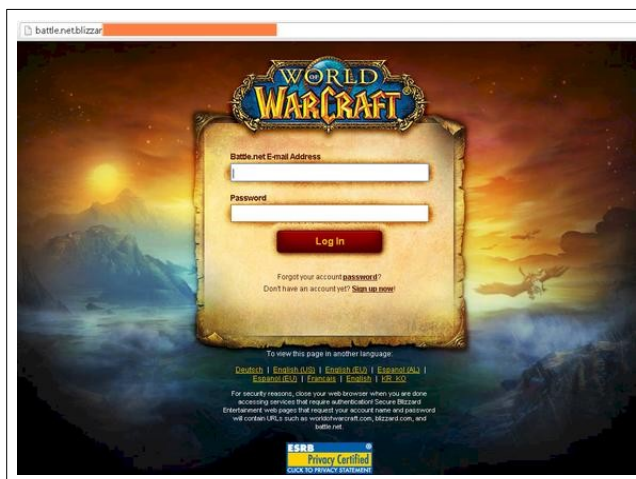 battle.net.blizzar
WORLD
OF
WARCRAFT
Battle.net E-mail Address
Password
Log In
Forgot your account password?
Don't have an account yet? Sign up now!
To view this page in another language:
Deutsch | English (US) | English (EU) | Espanol (AL) |
Espanol (EU) | Francais | English | KR_KO
For security reasons, close your web browser when you are done
accessing services that require authentication! Secure Blizzard
Entertainment web pages that request your account name and password
will contain URLs such as worldofwarcraft.com, blizzard.com, and
battle.net.
ESRB
Privacy Certified
CLICK TO PRIVACY STATEMENT